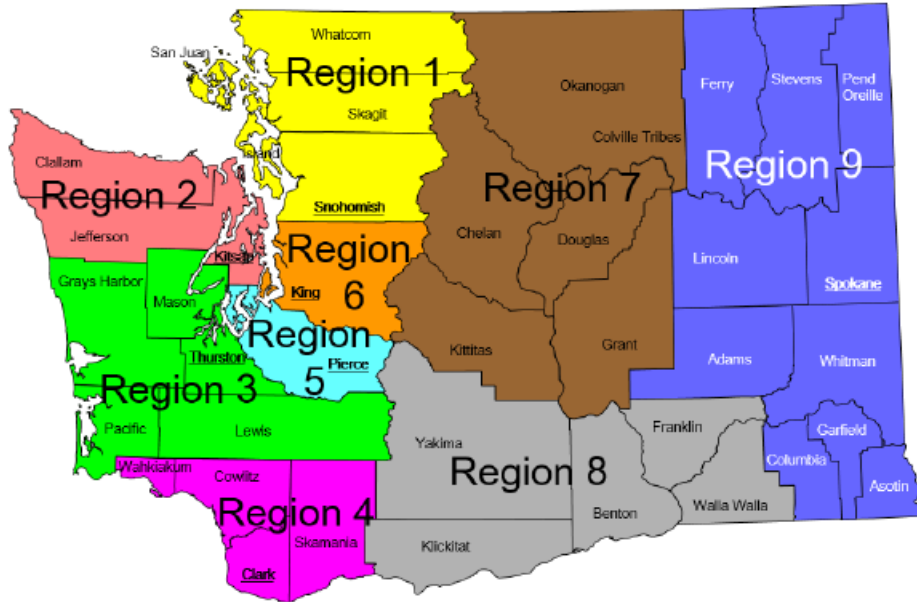 Whatcom
San Juan
Region 1
Skagit
Island
Snohomish
Clallam
Region 2
Jefferson
Kitsap
Okanogan
Colville Tribes
Region 7
Chelan
Douglas
Kittitas
Grant
Ferry
Stevens
Pend
Oreille
Region 9
Lincoln
Spokane
Adams
Whitman
Garfield
Columbia
Asotin
Region
6
King
Region
5
Pierce
Grays Harbor
Mason
Thurston
Region 3
Pacific
Lewis
Wahkiakum
Cowlitz
Region 4
Skamania
Clark
Yakima
Region 8
Klickitat
Benton
Franklin
Walla Walla